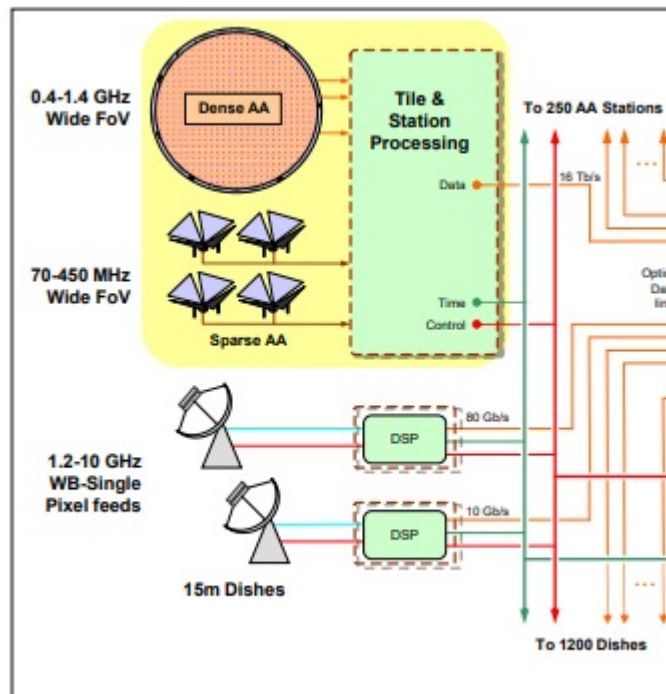 0.4-1.4 GHz
Wide FoV
Dense AA
Tile &
Station
Processing
To 250 AA Stations
Data
16 Tb/s
70-450 MHz
Wide FoV
Sparse AA
Time
Control
80 Gb/s
DSP
1.2-10 GHz
WB-Single
Pixel feeds
10 Gb/s
DSP
15m Dishes
To 1200 Dishes